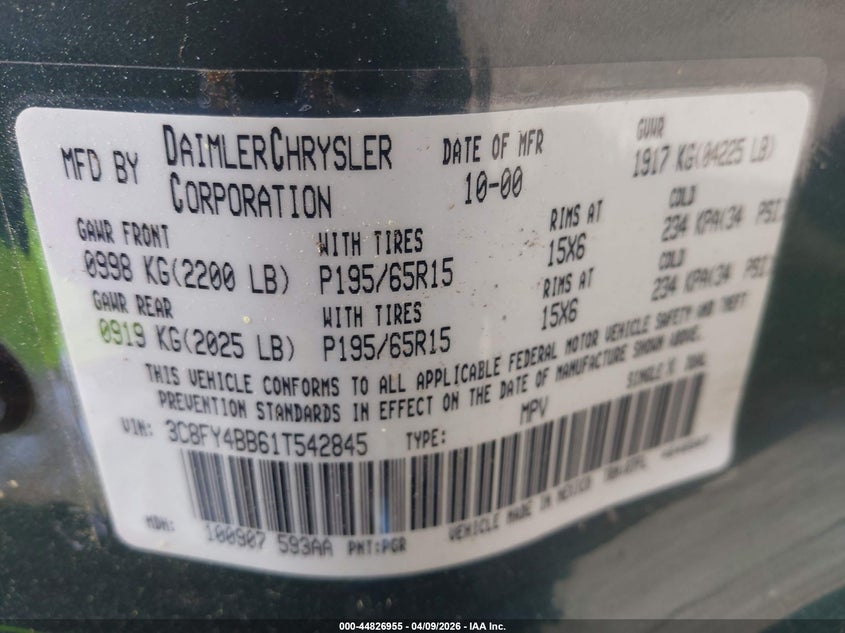 MFD BY DAIMLERCHRYSLER CORPORATION
DATE OF MFR 10-00
GVWR 1917 KG(04225 LB)
GAWR FRONT 0998 KG(2200 LB)
WITH TIRES P195/65R15
RIMS AT 15X6
COLD 234 KPA(34 PSI)
GAWR REAR 0919 KG(2025 LB)
WITH TIRES P195/65R15
RIMS AT 15X6
COLD 234 KPA(34 PSI
THIS VEHICLE CONFORMS TO ALL APPLICABLE FEDERAL MOTOR VEHICLE SAFETY AND THEFT
PREVENTION STANDARDS IN EFFECT ON THE DATE OF MANUFACTURE SHOWN ABOVE.
VIN: 3C8FY4BB61T542845 TYPE: MPV SINGLE X DUAL
MDH: 100907 593AA PNT:PGR
VEHICLE MADE IN MEXICO
000-44826955 - 04/09/2026 - IAA Inc.